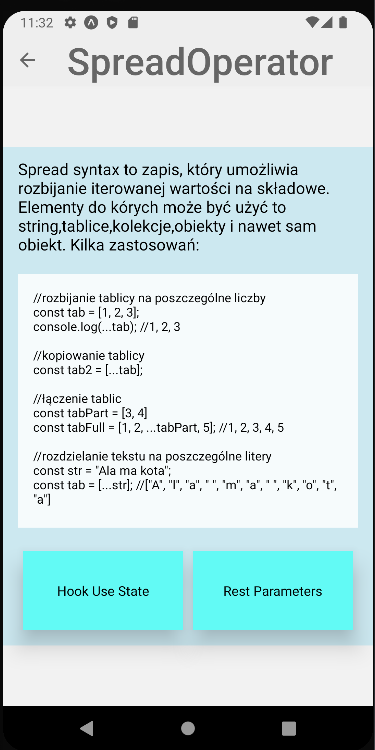 11:32
SpreadOperator
Spread syntax to zapis, który umożliwia
rozbijanie iterowanej wartości na składowe.
Elementy do kórych może być użyć to
string,tablice,kolekcje,obiekty i nawet sam
obiekt. Kilka zastosowań:
//rozbijanie tablicy na poszczególne liczby
const tab = [1, 2, 3];
console.log(...tab); //1, 2, 3
//kopiowanie tablicy
const tab2 = [...tab];
//łączenie tablic
const tabPart = [3, 4]
const tabFull = [1, 2, ...tabPart, 5]; //1, 2, 3, 4, 5
//rozdzielanie tekstu na poszczególne litery
const str = "Ala ma kota";
const tab = [...str]; //["A", "l", "a", " ", "m", "a", " ", "k", "o", "t",
"a"]
Hook Use State
Rest Parameters